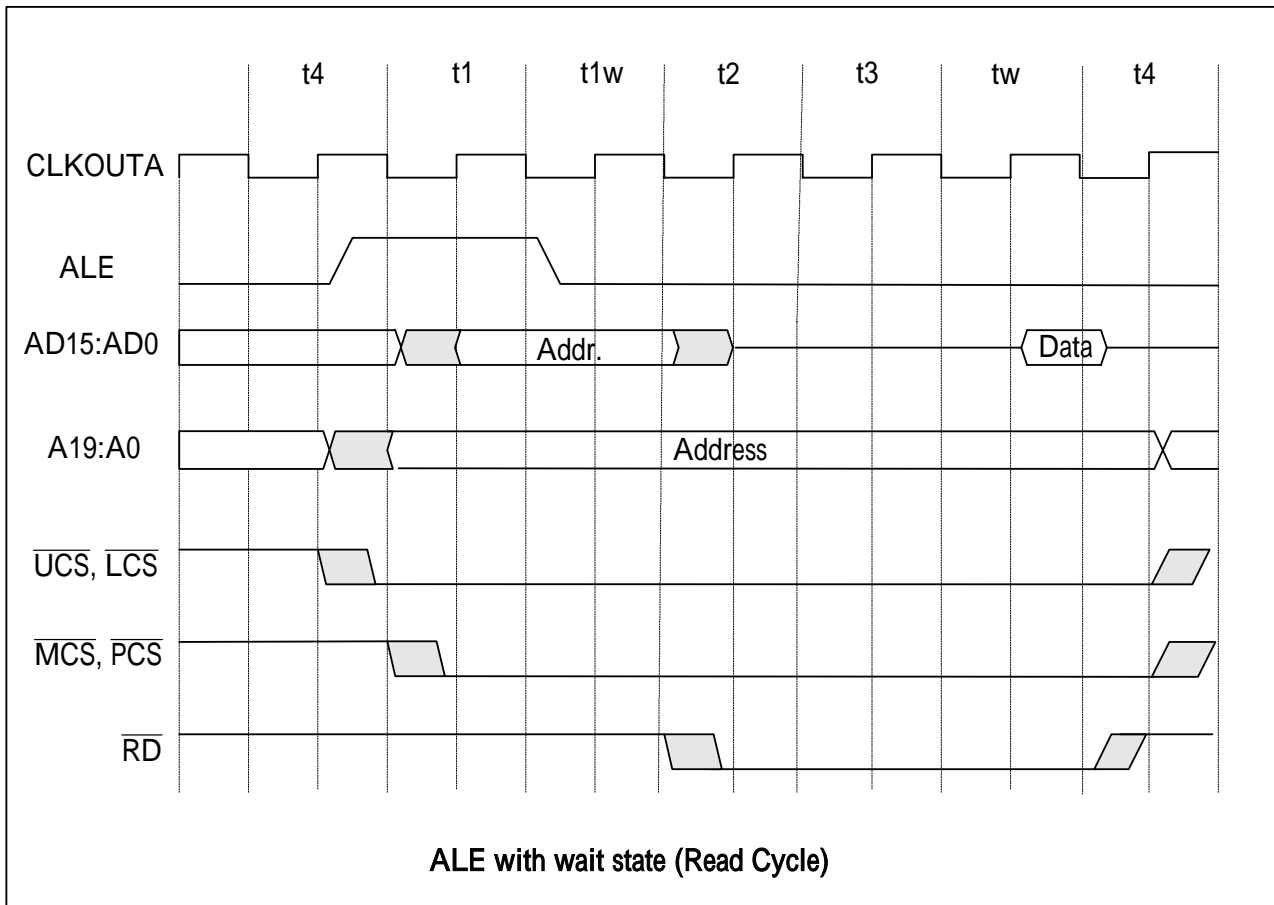 t4 t1 t1w t2 t3 tw t4
CLKOUTA
ALE
AD15:AD0 Addr. Data
A19:A0 Address
UCS, LCS
MCS, PCS
RD
ALE with wait state (Read Cycle)